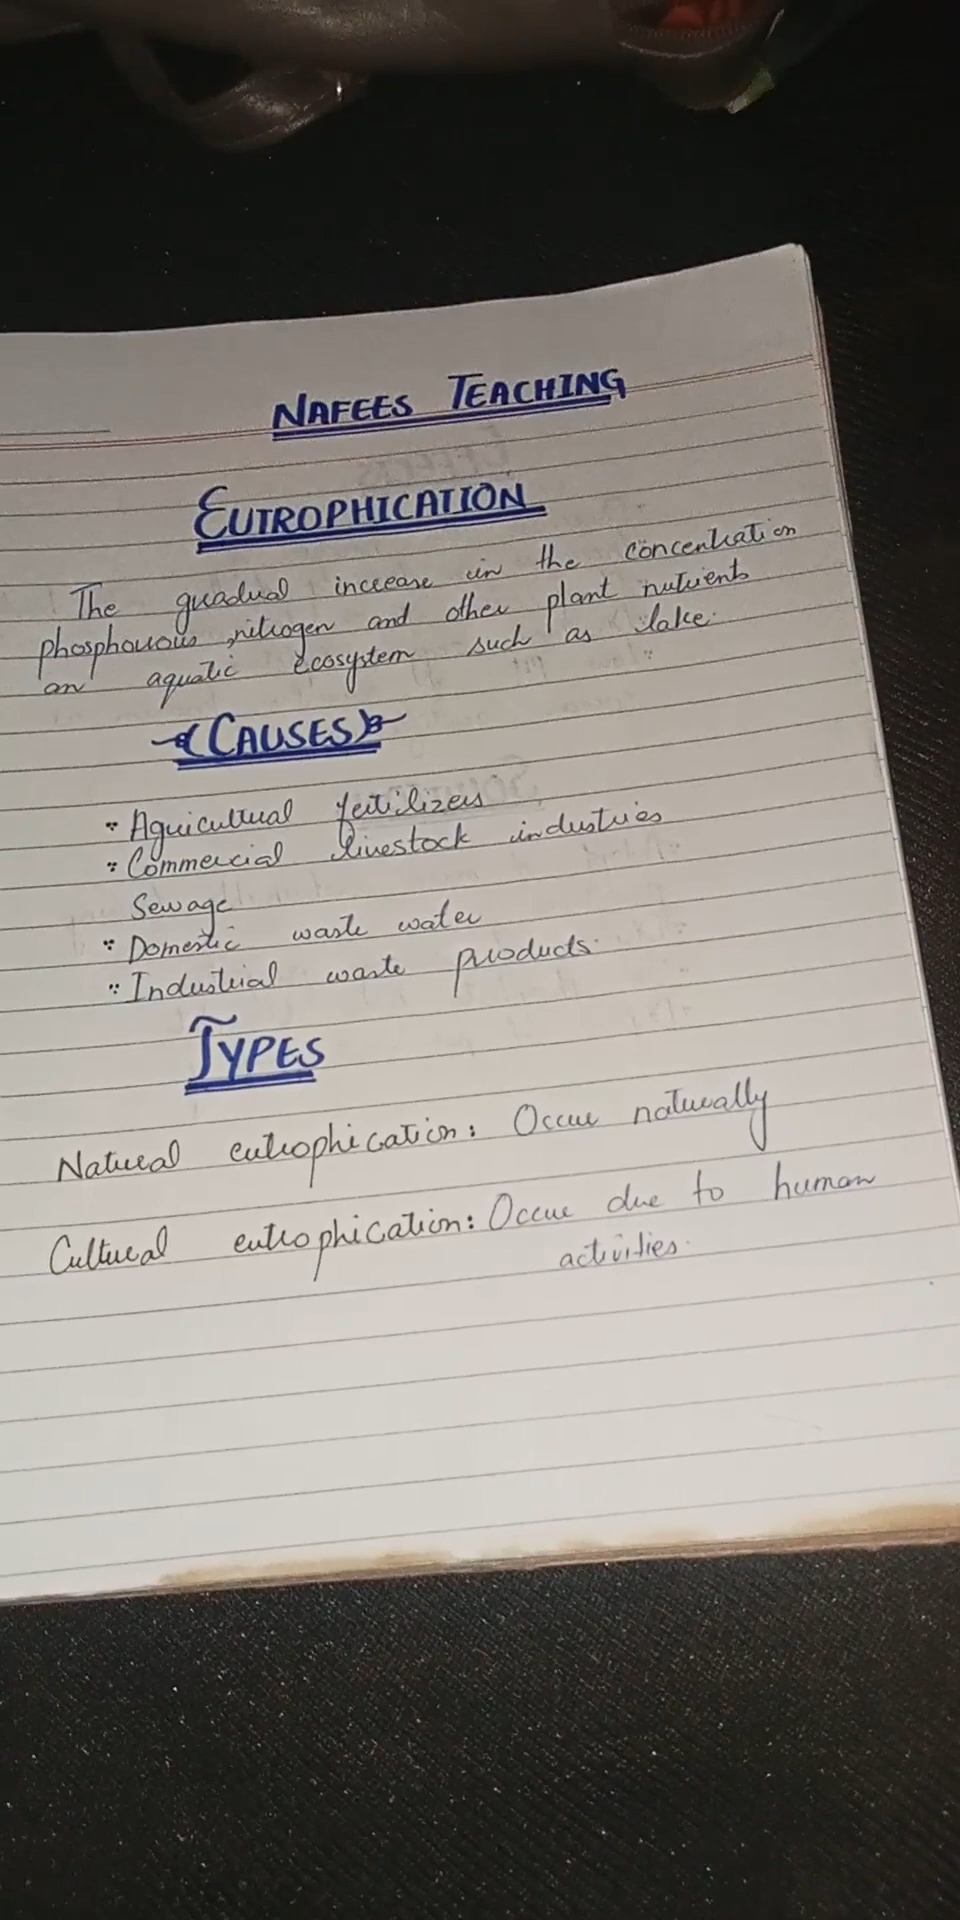 NAFEES TEACHING
EUTROPHICATION
The gradual increase in the concentration
phosphorous, nitrogen and other plant nutrients
an aquatic ecosystem such as lake.
CAUSES
Agricultural fertilizers
Commercial livestock industries
Sewage
Domestic waste water
Industrial waste products.
TYPES
Natural eutrophication: Occur naturally
Cultural eutrophication: Occur due to human
activities.